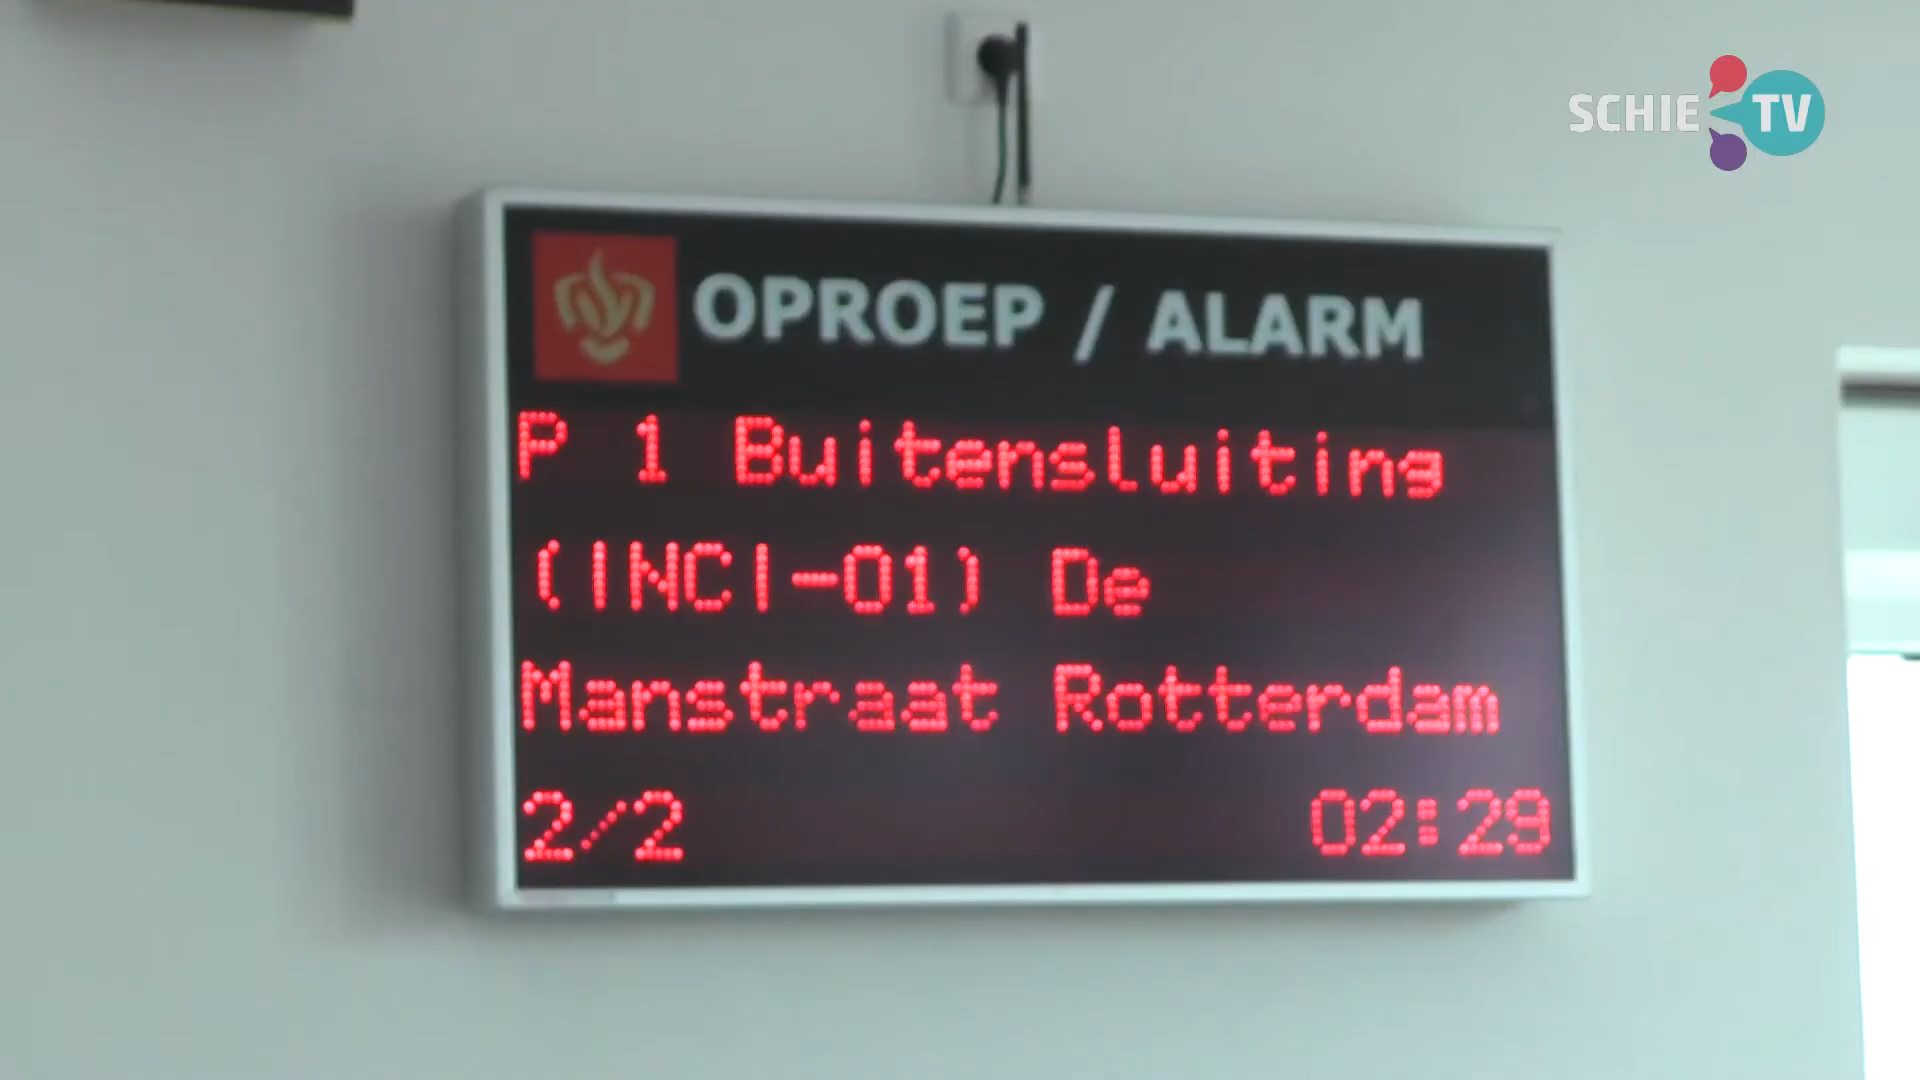 SCHIE TV
OPROEP / ALARM
P 1 Buitensluiting
(INCI-01) De
Manstraat Rotterdam
2/2 02:29